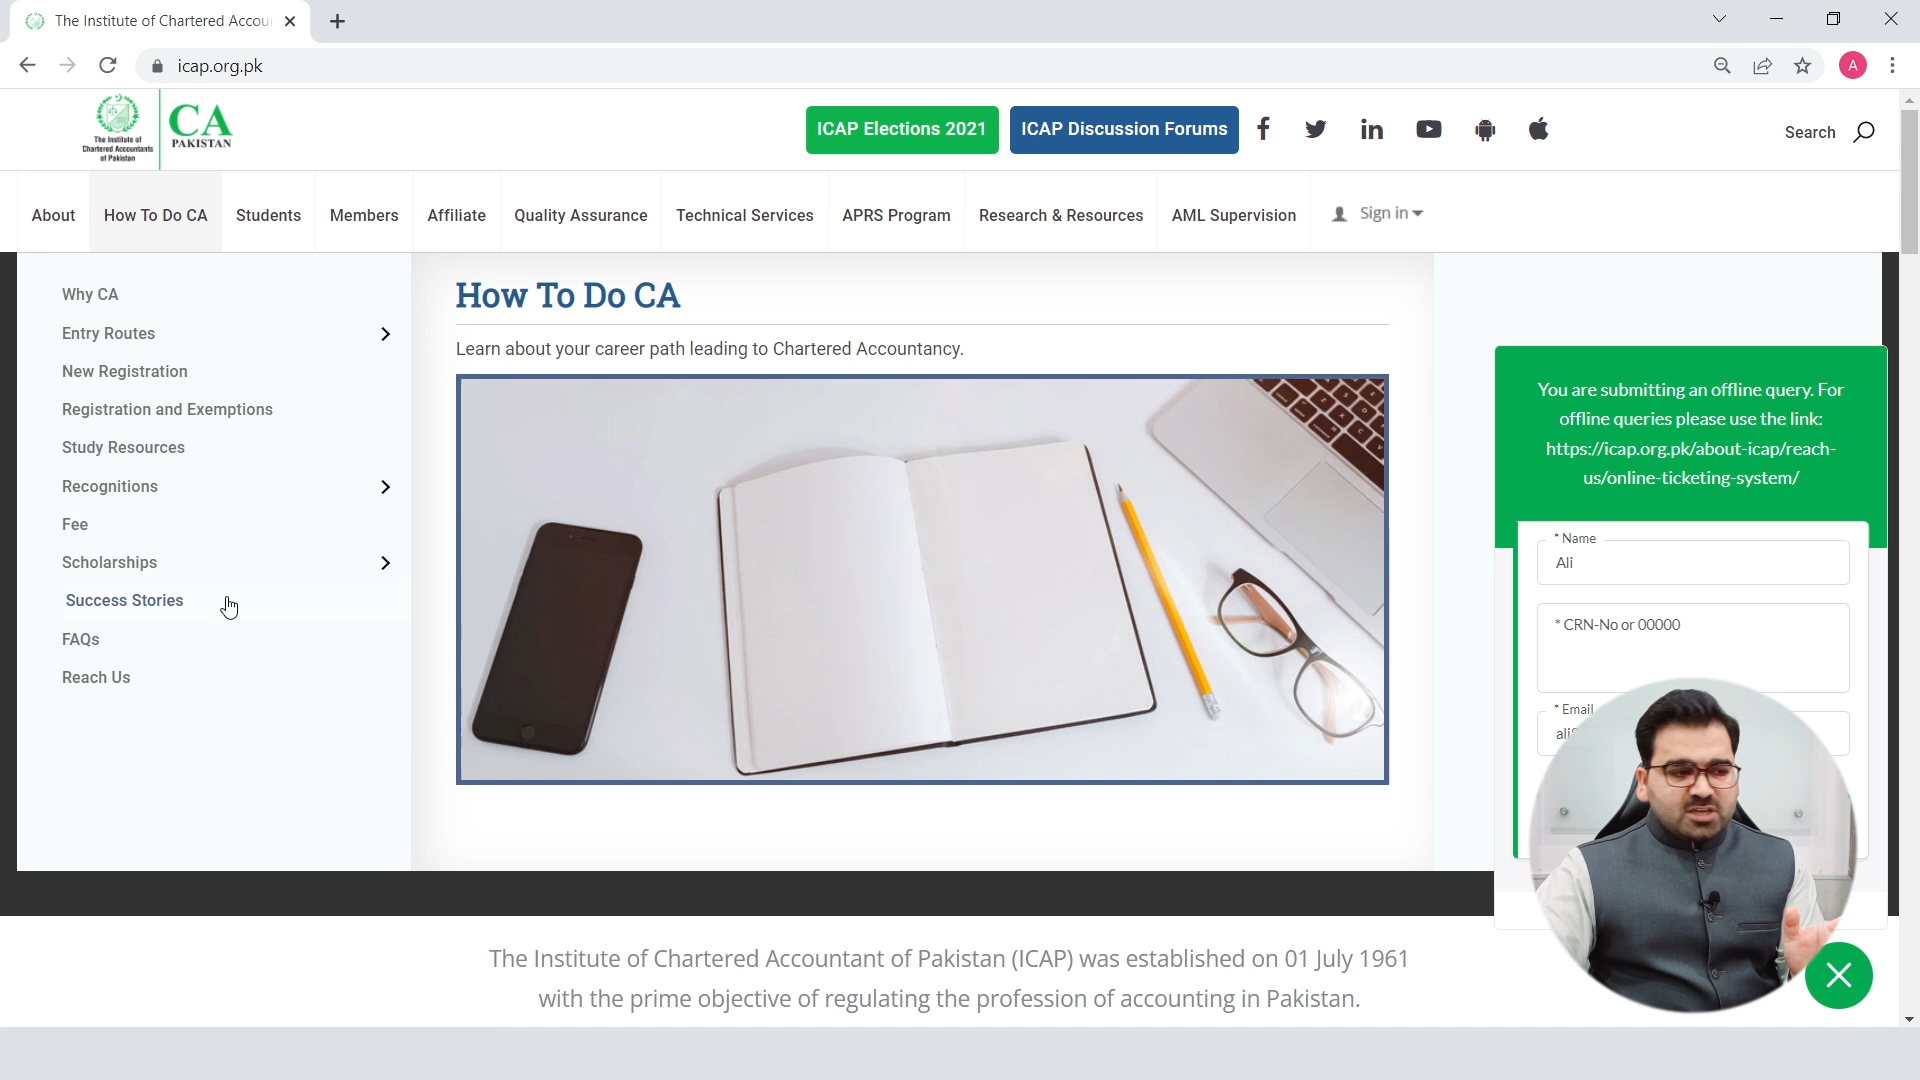 The Institute of Chartered Accou
icap.org.pk
A
The Institute of
Chartered Accountants
of Pakistan
CA
PAKISTAN
ICAP Elections 2021
ICAP Discussion Forums
Search
About
How To Do CA
Students
Members
Affiliate
Quality Assurance
Technical Services
APRS Program
Research & Resources
AML Supervision
Sign in
Why CA
Entry Routes
New Registration
Registration and Exemptions
Study Resources
Recognitions
Fee
Scholarships
Success Stories
FAQs
Reach Us
How To Do CA
Learn about your career path leading to Chartered Accountancy.
You are submitting an offline query. For
offline queries please use the link:
https://icap.org.pk/about-icap/reach-
us/online-ticketing-system/
* Name
Ali
* CRN-No or 00000
* Email
The Institute of Chartered Accountant of Pakistan (ICAP) was established on 01 July 1961
with the prime objective of regulating the profession of accounting in Pakistan.